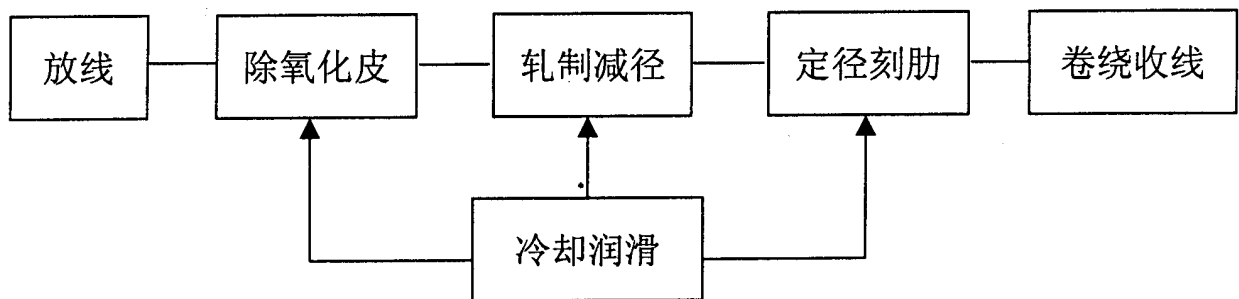 放线
除氧化皮
轧制减径
定径刻肋
卷绕收线
冷却润滑